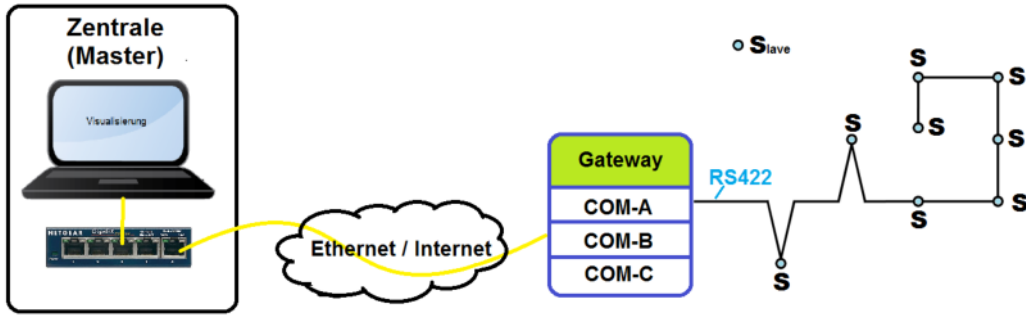 Zentrale
(Master)
Visualisierung
NETGEAR
Ethernet / Internet
Gateway
COM-A
COM-B
COM-C
RS422
Slave
S
S
S
S
S
S
S
S